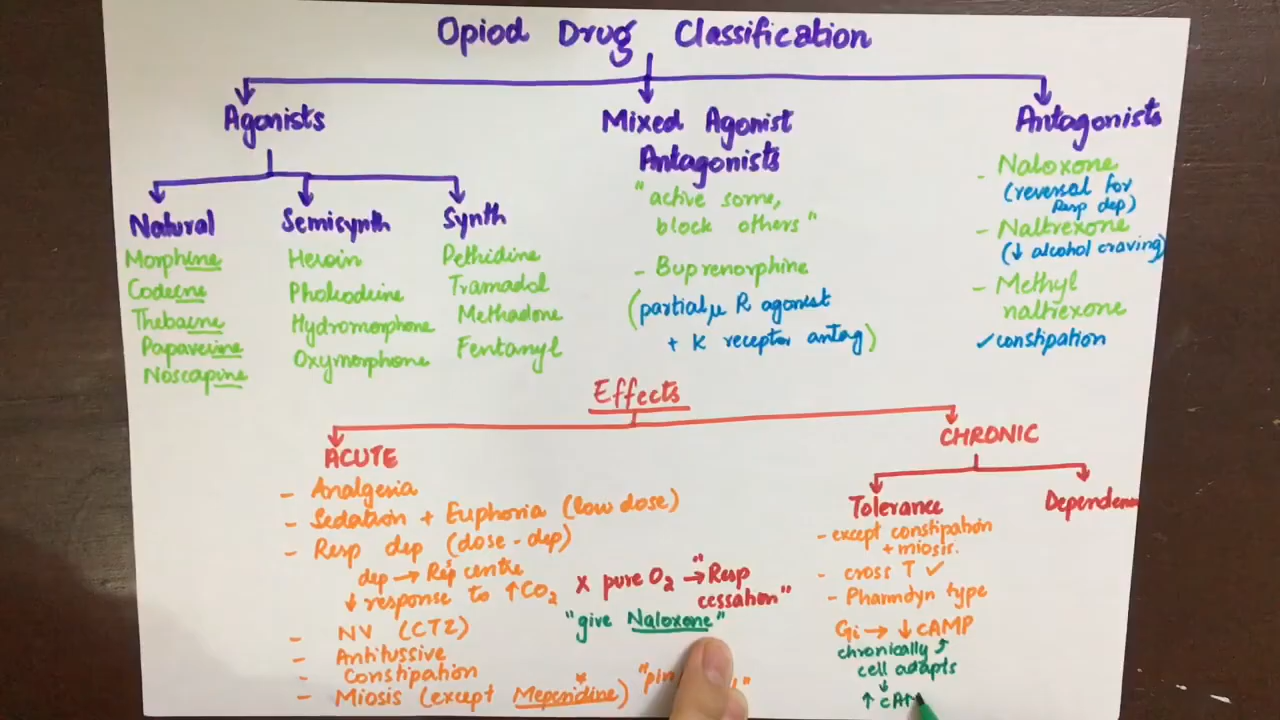 Opiod Drug Classification
Agonists
Natural
Morphine
Codeine
Thebaine
Papaverine
Noscapine
Semisynth
Heroin
Pholcodeine
Hydromorphone
Oxymorphone
Synth
Pethidine
Tramadol
Methadone
Fentanyl
Mixed Agonist
Antagonists
"active some,
block others"
- Buprenorphine
(partial μ R agonist
+ K receptor antag)
Antagonists
- Naloxone
(reversal for
Resp dep)
- Naltrexone
(↓ alcohol craving)
- Methyl
naltrexone
✓constipation
Effects
ACUTE
- Analgesia
- Sedation + Euphoria (low dose)
- Resp dep (dose-dep)
dep → Resp centre
↓ response to ↑CO2
x pure O2 → "Resp
cessation"
"give Naloxone"
- NV (CTZ)
- Antitussive
- Constipation
- Miosis (except Meperidine*)
CHRONIC
Tolerance
- except constipation
+ miosis.
- cross T ✓
- Pharmdyn type
Gi → ↓ cAMP
chronically ⤴
cell adapts
↓
↑ cAM
Dependen